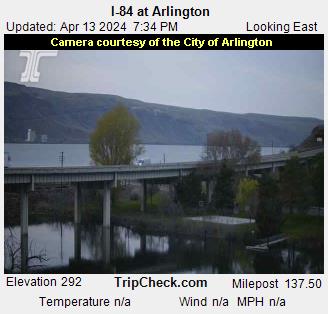 I-84 at Arlington
Updated: Apr 13 2024 7:34 PM Looking East
Camera courtesy of the City of Arlington
Elevation 292 TripCheck.com Milepost 137.50
Temperature n/a Wind n/a MPH n/a